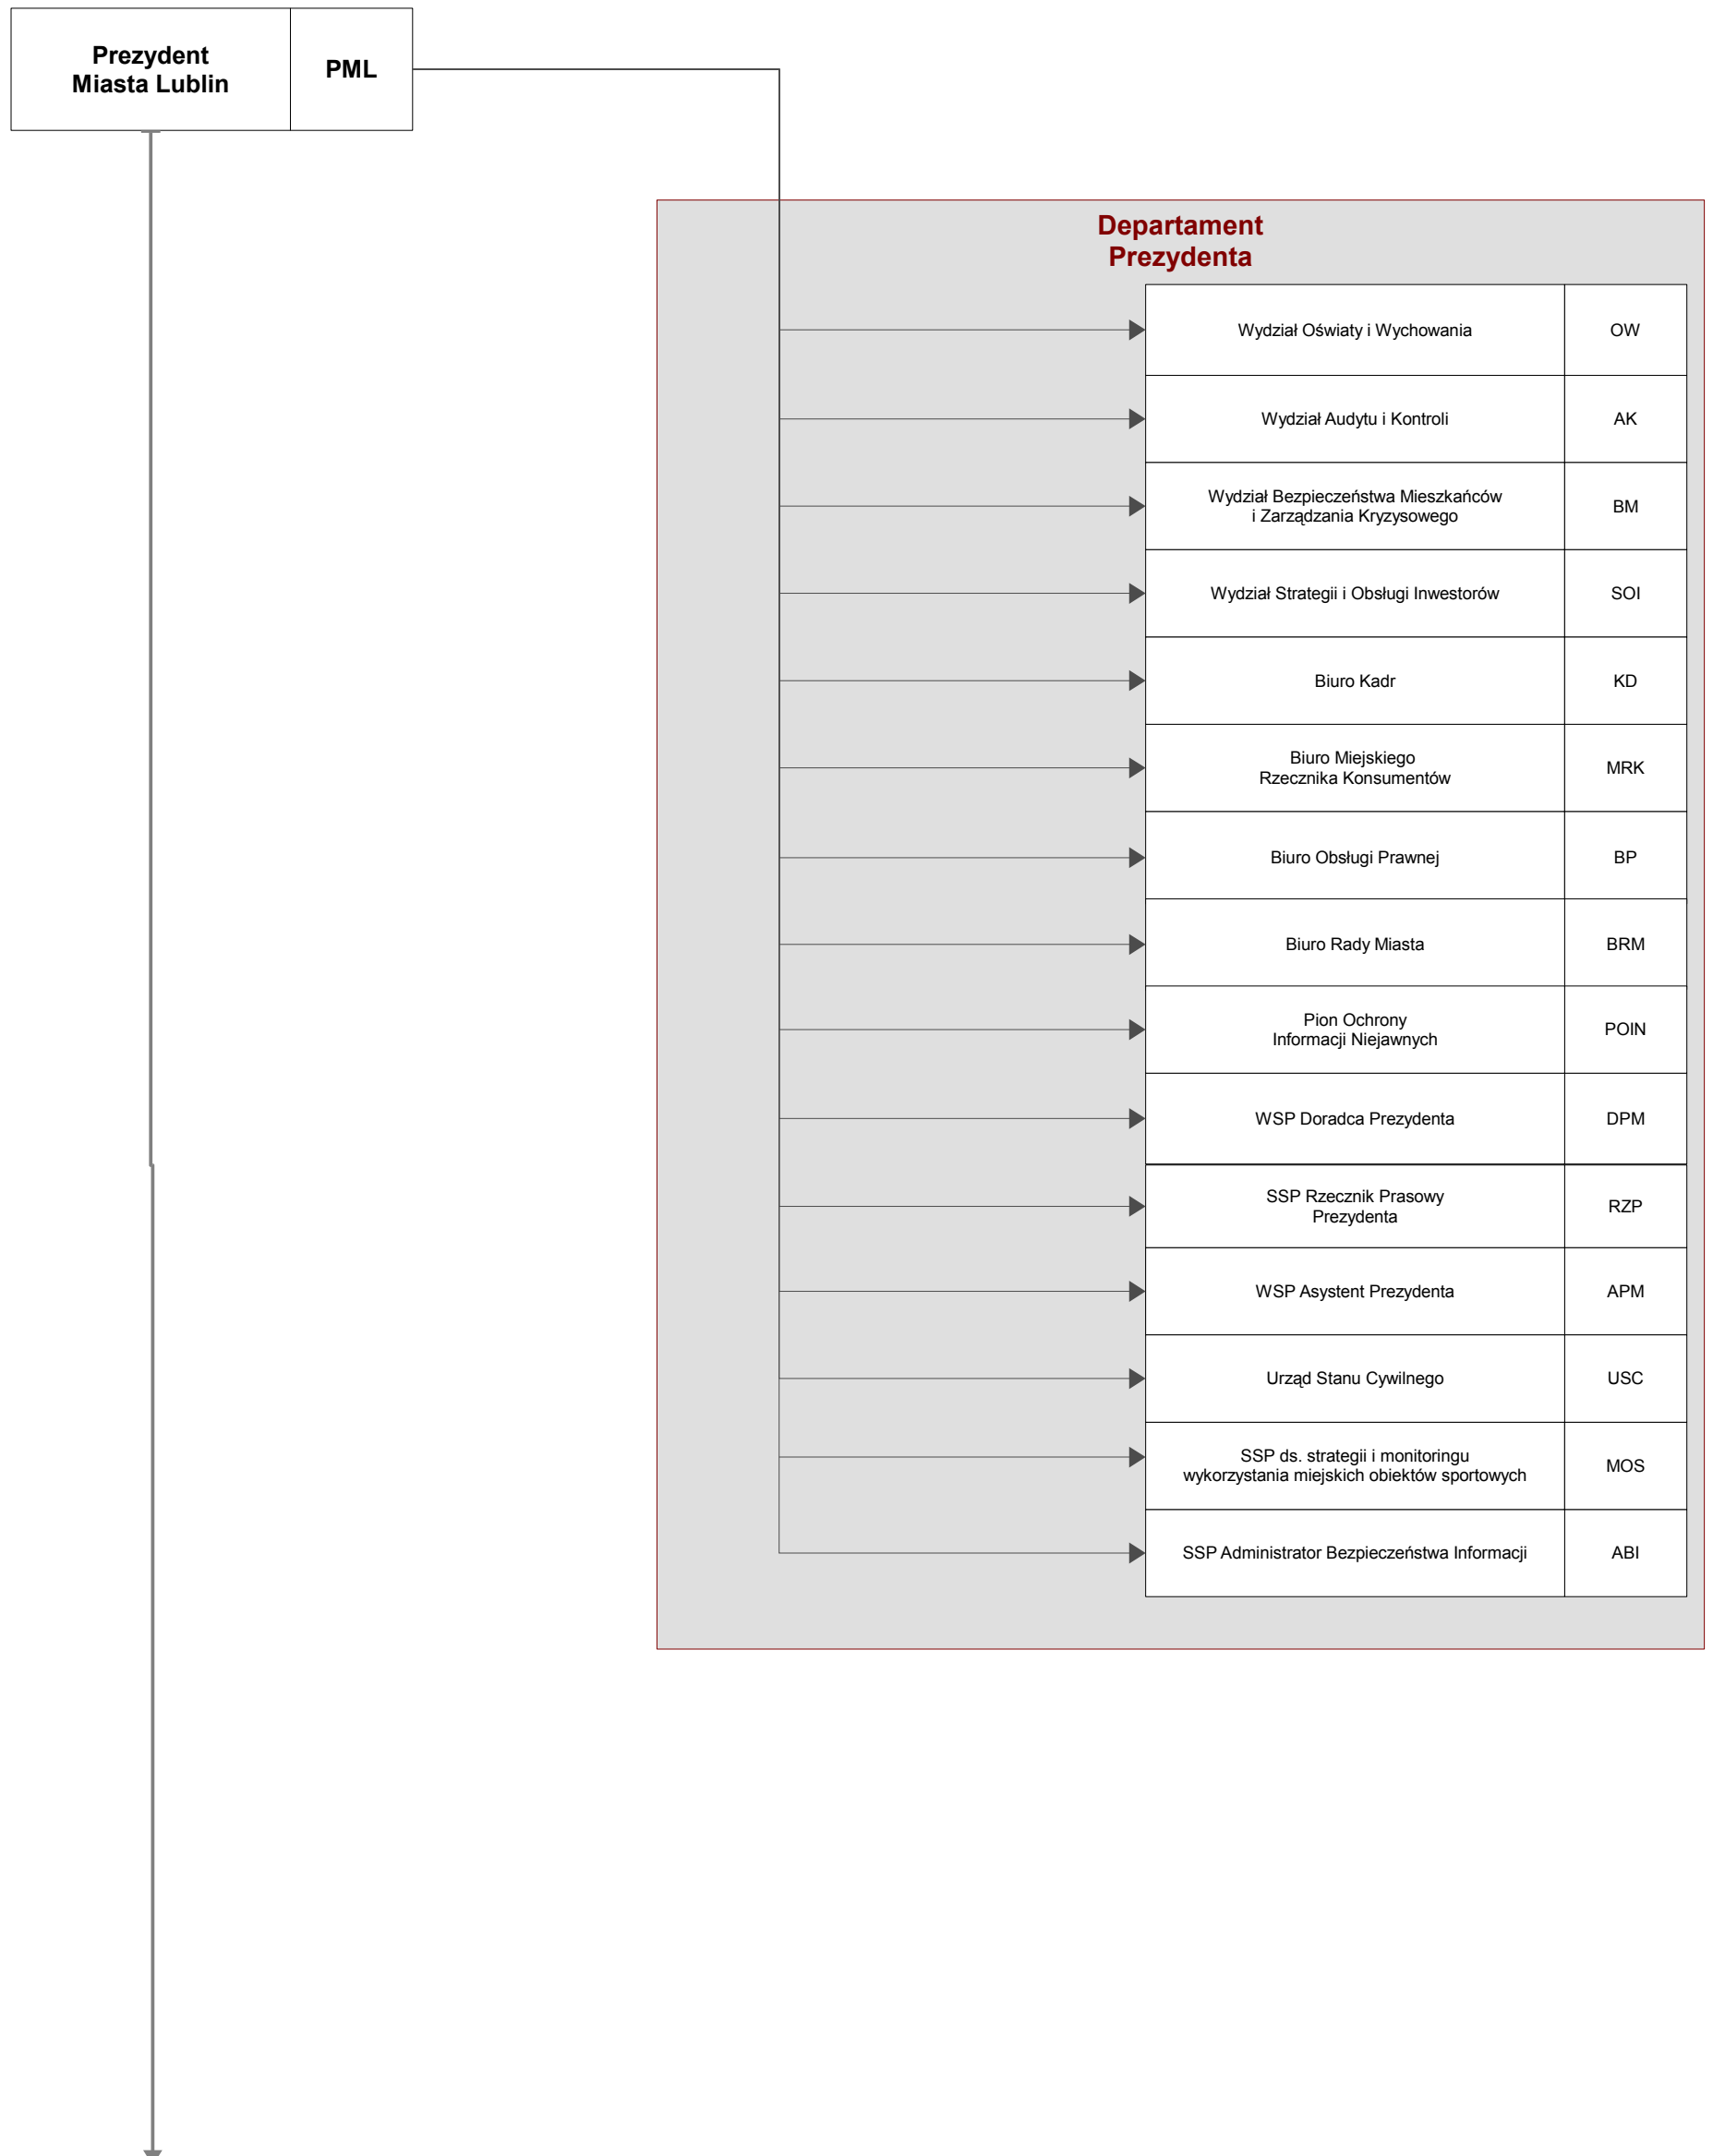 Prezydent
Miasta Lublin
PML
Departament
Prezydenta
Wydział Oświaty i Wychowania
OW
Wydział Audytu i Kontroli
AK
Wydział Bezpieczeństwa Mieszkańców
i Zarządzania Kryzysowego
BM
Wydział Strategii i Obsługi Inwestorów
SOI
Biuro Kadr
KD
Biuro Miejskiego
Rzecznika Konsumentów
MRK
Biuro Obsługi Prawnej
BP
Biuro Rady Miasta
BRM
Pion Ochrony
Informacji Niejawnych
POIN
WSP Doradca Prezydenta
DPM
SSP Rzecznik Prasowy
Prezydenta
RZP
WSP Asystent Prezydenta
APM
Urząd Stanu Cywilnego
USC
SSP ds. strategii i monitoringu
wykorzystania miejskich obiektów sportowych
MOS
SSP Administrator Bezpieczeństwa Informacji
ABI